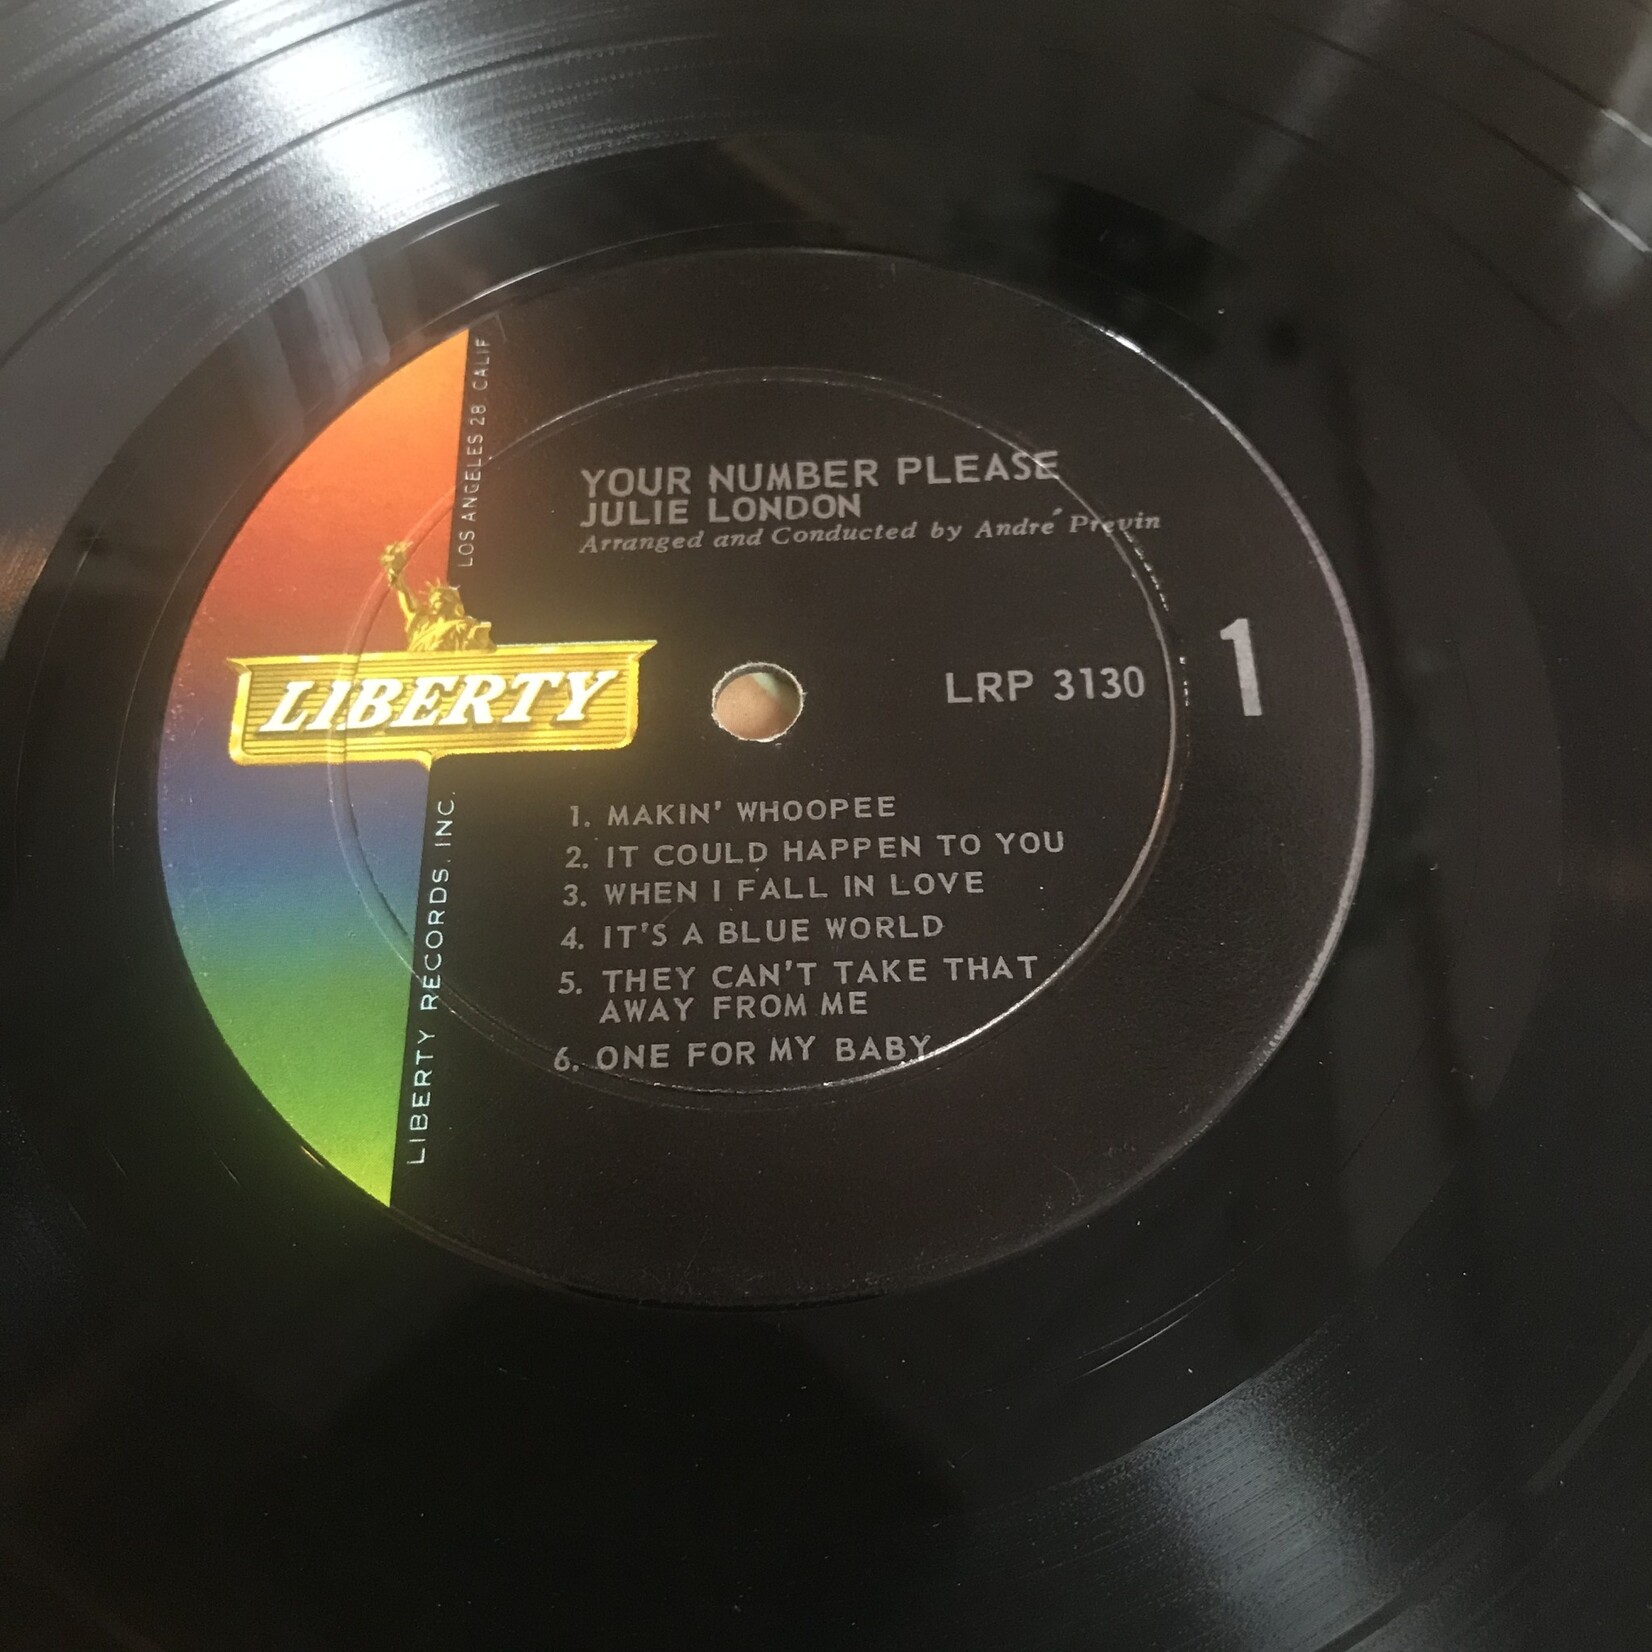 YOUR NUMBER PLEASE
JULIE LONDON
Arranged and Conducted by André Previn
LOS ANGELES 28 CALIF
LIBERTY
LIBERTY RECORDS, INC.
LRP 3130
1
1. MAKIN' WHOOPEE
2. IT COULD HAPPEN TO YOU
3. WHEN I FALL IN LOVE
4. IT'S A BLUE WORLD
5. THEY CAN'T TAKE THAT
AWAY FROM ME
6. ONE FOR MY BABY